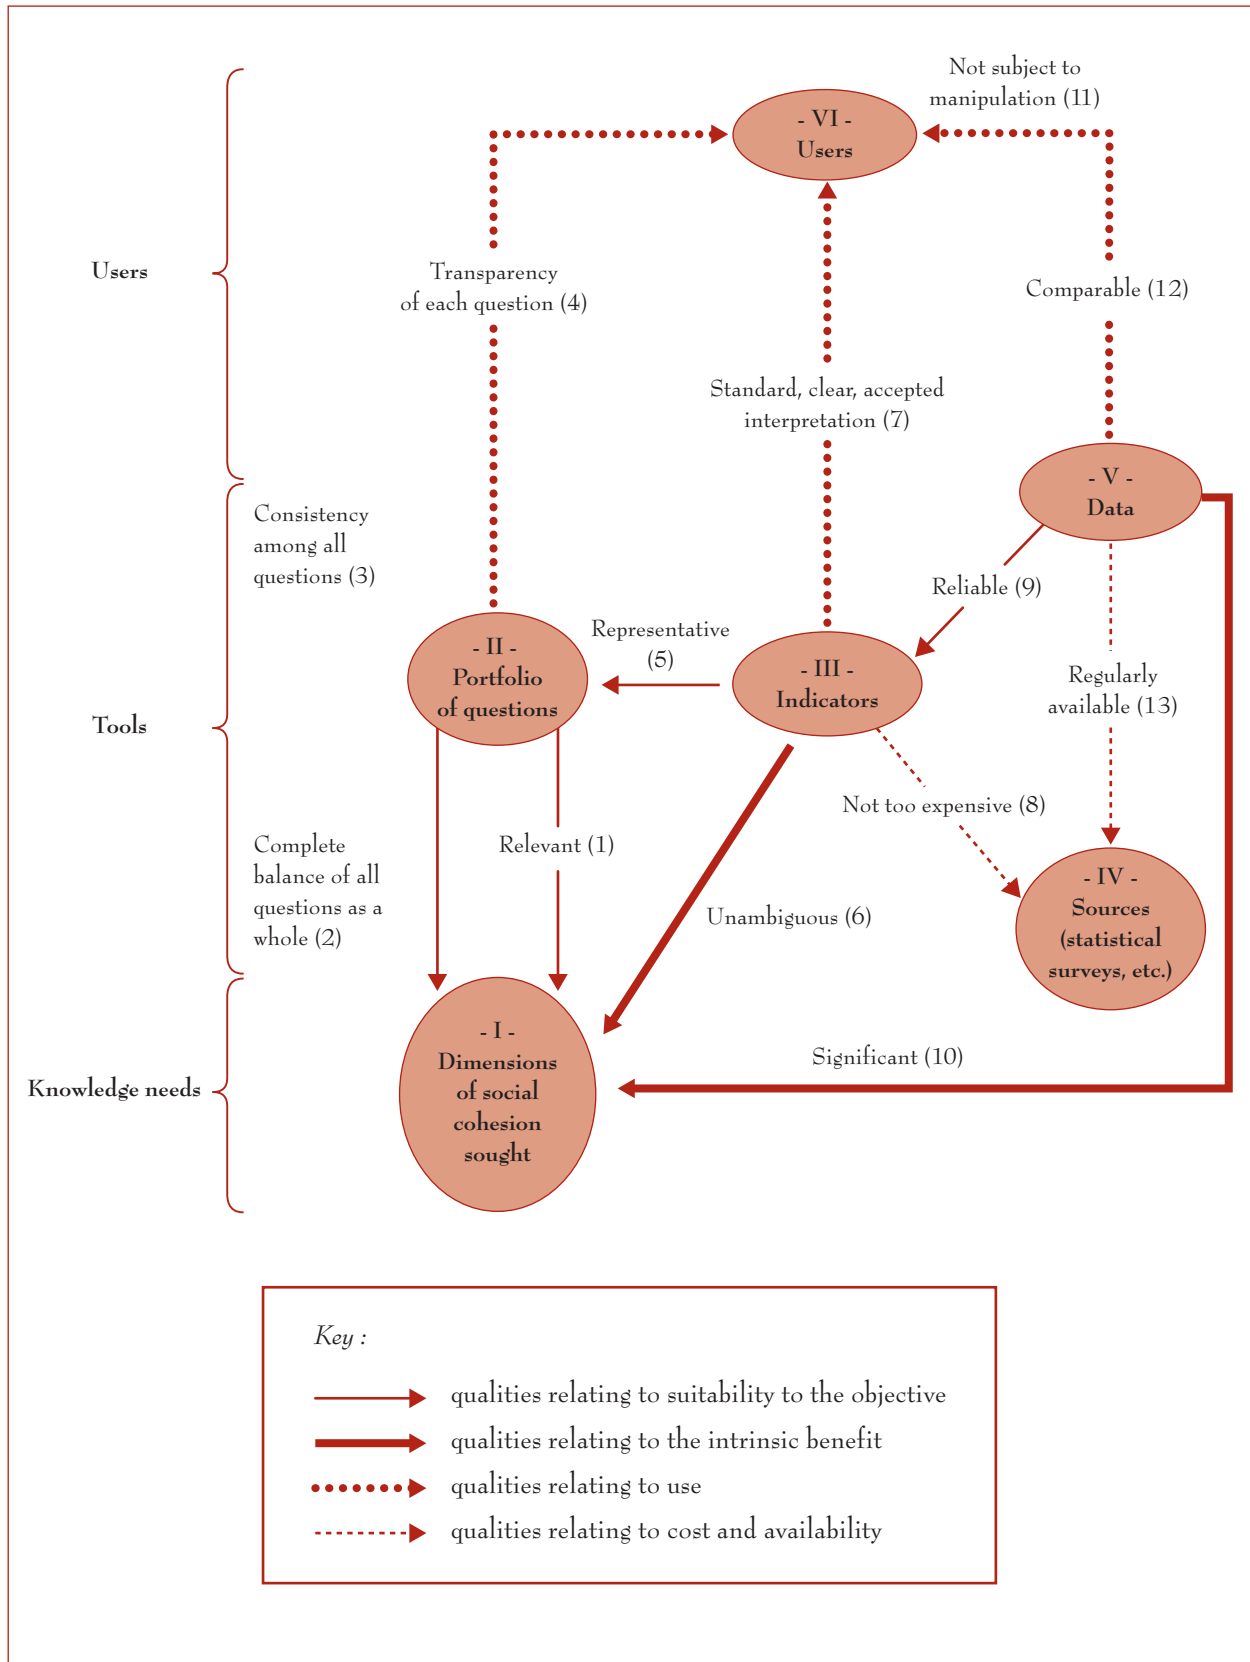 Not subject to
manipulation (11)
- VI -
Users
Users
Transparency
of each question (4)
Comparable (12)
Standard, clear, accepted
interpretation (7)
- V -
Data
Consistency
among all
questions (3)
Reliable (9)
Representative
(5)
- II -
Portfolio
of questions
- III -
Indicators
Regularly
available (13)
Tools
Not too expensive (8)
Complete
balance of all
questions as a
whole (2)
Relevant (1)
Unambiguous (6)
- IV -
Sources
(statistical
surveys, etc.)
- I -
Dimensions
of social
cohesion
sought
Significant (10)
Knowledge needs
Key :
qualities relating to suitability to the objective
qualities relating to the intrinsic benefit
qualities relating to use
qualities relating to cost and availability